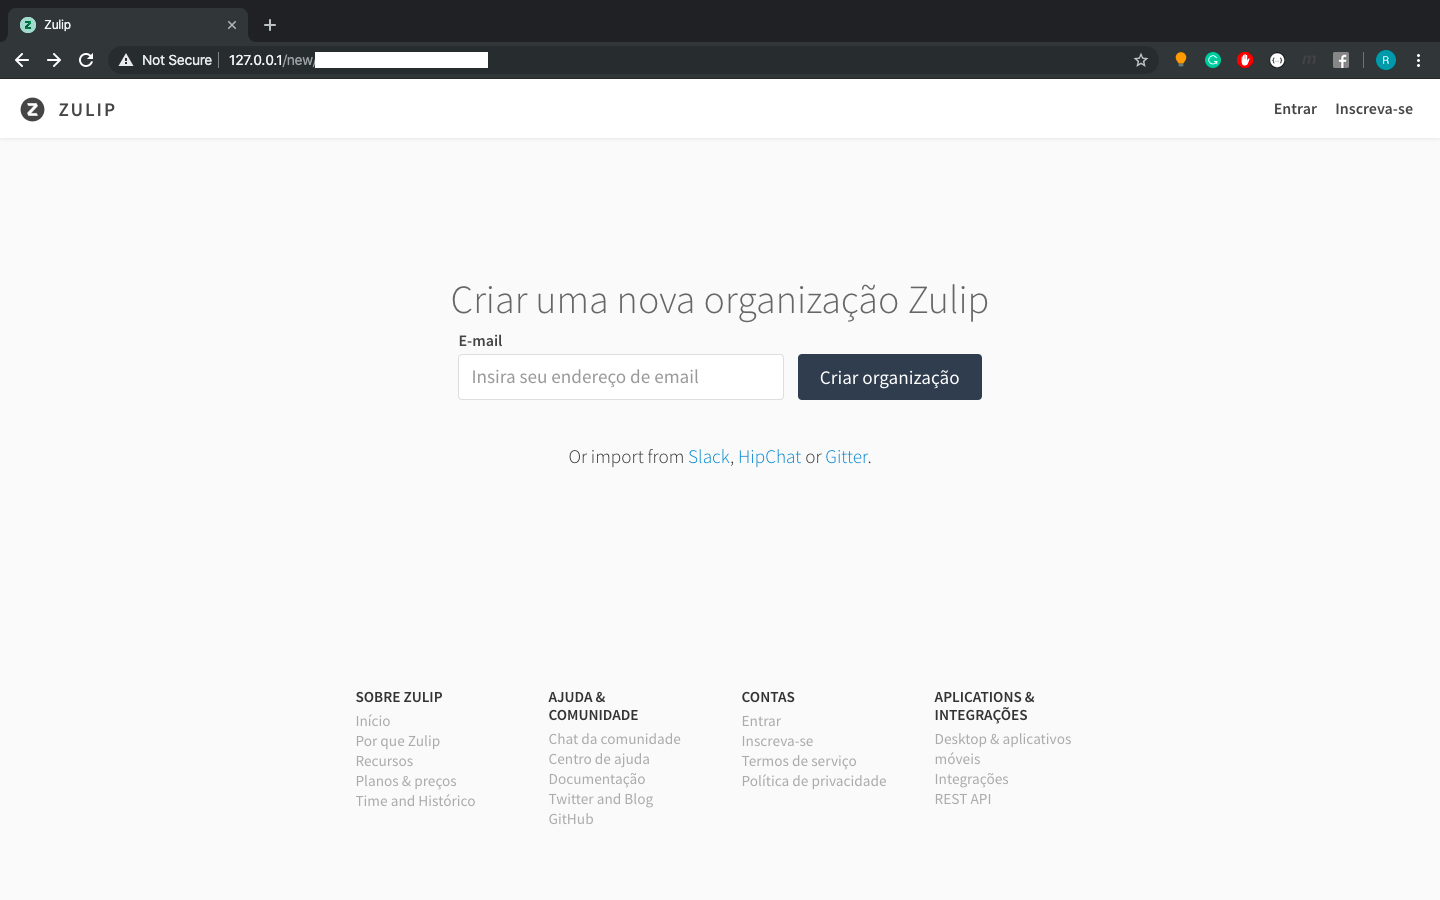 Zulip
Not Secure
127.0.0.1/new/
R
ZULIP
Entrar
Inscreva-se
Criar uma nova organização Zulip
E-mail
Insira seu endereço de email
Criar organização
Or import from Slack, HipChat or Gitter.
SOBRE ZULIP
Início
Por que Zulip
Recursos
Planos & preços
Time and Histórico
AJUDA &
COMUNIDADE
Chat da comunidade
Centro de ajuda
Documentação
Twitter and Blog
GitHub
CONTAS
Entrar
Inscreva-se
Termos de serviço
Política de privacidade
APLICATIONS &
INTEGRAÇÕES
Desktop & aplicativos
móveis
Integrações
REST API